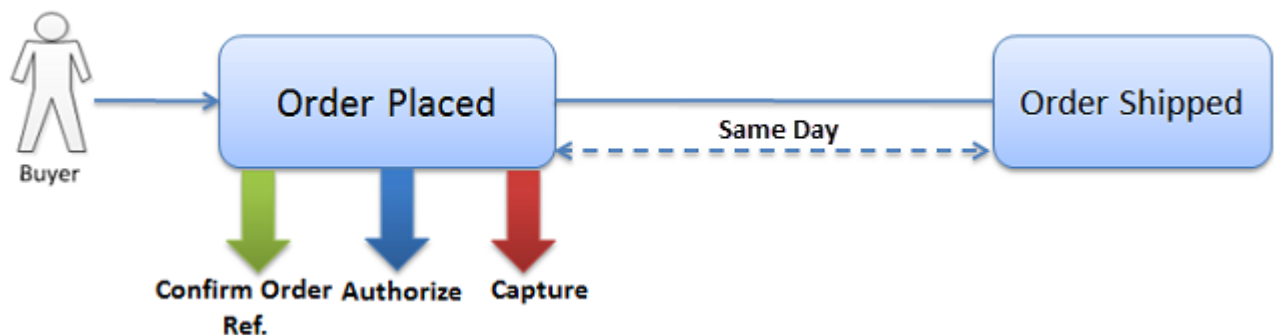 Order Placed
Order Shipped
Same Day
Buyer
Confirm Order
Ref.
Authorize
Capture